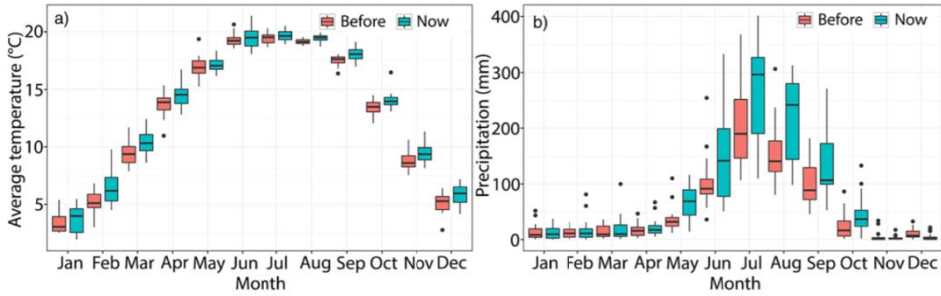 a)
Before Now
Average temperature (°C)
20
15
10
5
Jan Feb Mar Apr May Jun Jul Aug Sep Oct Nov Dec
Month
b)
Before Now
Precipitation (mm)
400
300
200
100
0
Jan Feb Mar Apr May Jun Jul Aug Sep Oct Nov Dec
Month